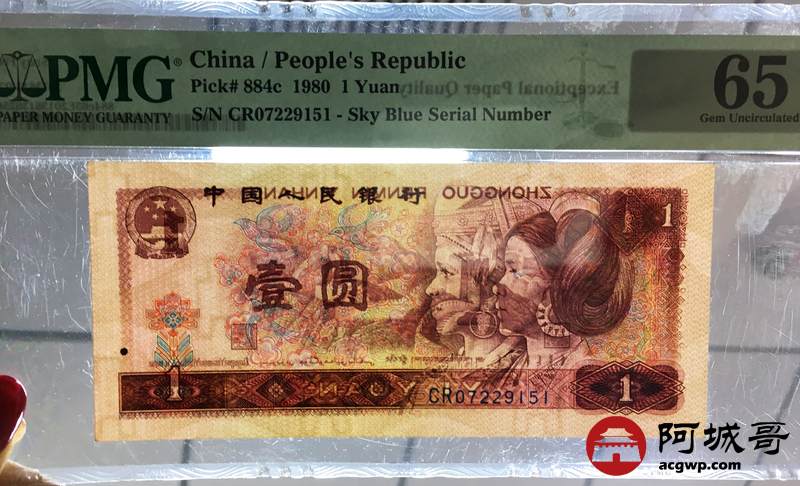 PMG®
PAPER MONEY GUARANTY
China / People's Republic
Pick# 884c 1980 1 Yuan
S/N CR07229151 - Sky Blue Serial Number
Exceptional Paper Quality
65
Gem Uncirculated
中国人民银行
ZHONGGUO RENMIN YINHANG
1
壹圆
1
CR07229151
1
阿城哥
acgwp.com